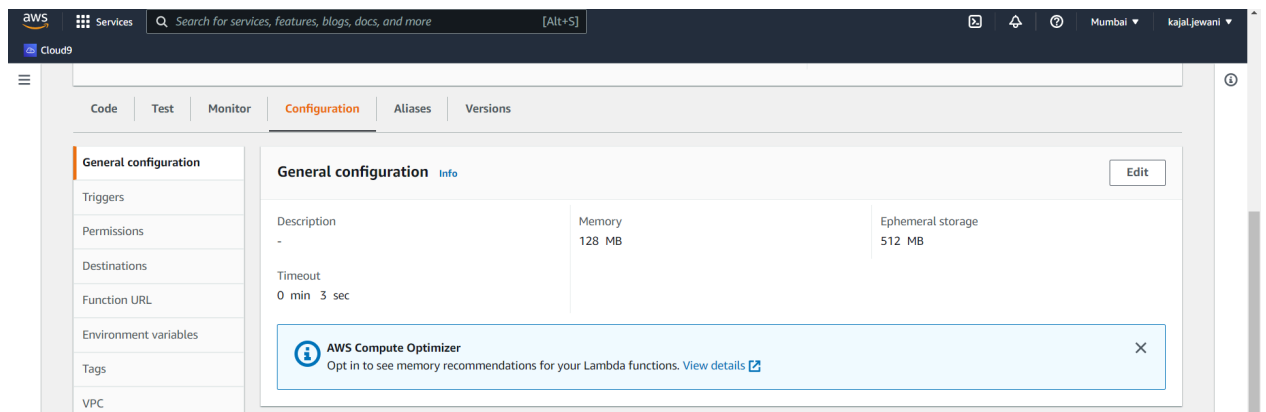 aws Services Search for services, features, blogs, docs, and more [Alt+S] Mumbai ▼ kajal.jewani ▼
Cloud9
Code Test Monitor Configuration Aliases Versions
General configuration
Triggers
Permissions
Destinations
Function URL
Environment variables
Tags
VPC
General configuration Info Edit
Description Memory Ephemeral storage
- 128 MB 512 MB
Timeout
0 min 3 sec
AWS Compute Optimizer
Opt in to see memory recommendations for your Lambda functions. View details